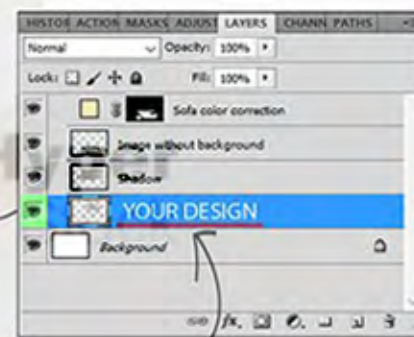 HISTOR ACTION MASKS ADJUST LAYERS CHANN PATHS
Normal Opacity: 100%
Lock: Fill: 100%
Sofa color correction
Image without background
Shadow
YOUR DESIGN
Background
fx.